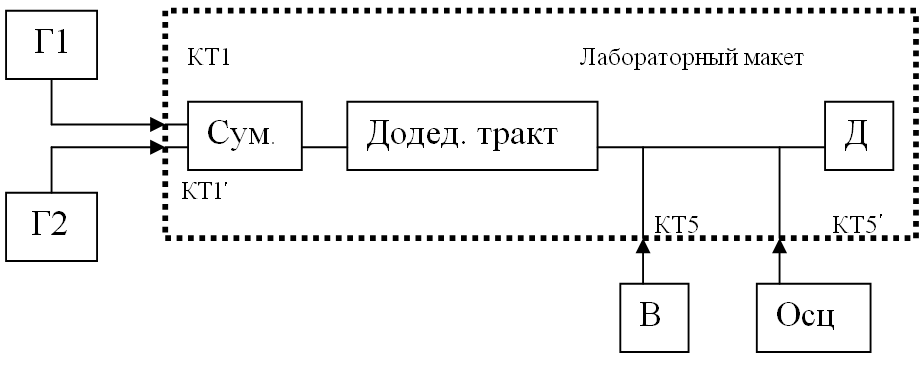 Г1
КТ1
Лабораторный макет
Сум.
Додед. тракт
Д
КТ1′
Г2
КТ5
КТ5′
В
Осц